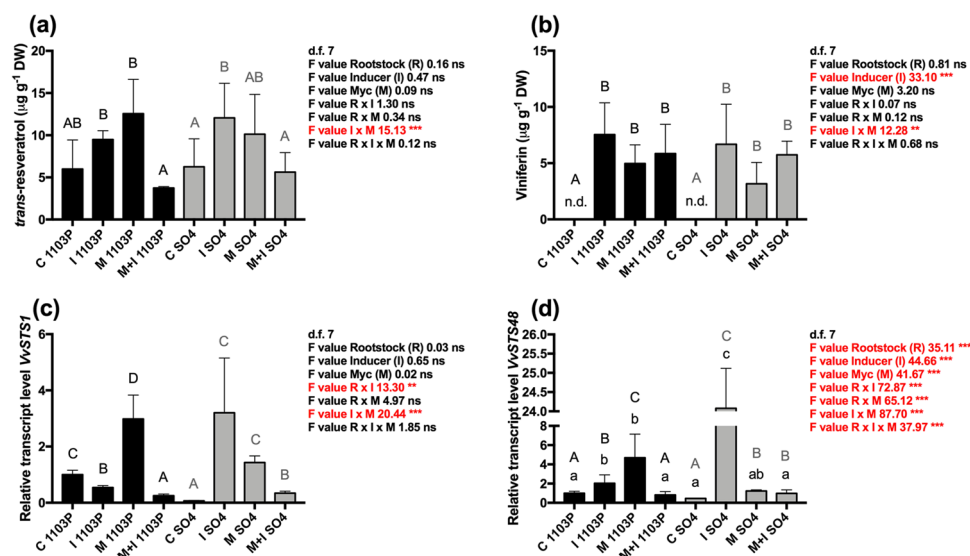 (a)
trans-resveratrol (µg g-1 DW)
20
15
10
5
0
AB
B
B
A
A
B
AB
A
C 1103P
I 1103P
M 1103P
M+I 1103P
C SO4
I SO4
M SO4
M+I SO4
d.f. 7
F value Rootstock (R) 0.16 ns
F value Inducer (I) 0.47 ns
F value Myc (M) 0.09 ns
F value R x I 1.30 ns
F value R x M 0.34 ns
F value I x M 15.13 ***
F value R x I x M 0.12 ns
(b)
Viniferin (µg g-1 DW)
15
10
5
0
A
n.d.
B
B
B
A
n.d.
B
B
B
C 1103P
I 1103P
M 1103P
M+I 1103P
C SO4
I SO4
M SO4
M+I SO4
d.f. 7
F value Rootstock (R) 0.81 ns
F value Inducer (I) 33.10 ***
F value Myc (M) 3.20 ns
F value R x I 0.07 ns
F value R x M 0.12 ns
F value I x M 12.28 **
F value R x I x M 0.68 ns
(c)
Relative transcript level VvSTS1
6
4
2
0
C
B
D
A
A
C
C
B
C 1103P
I 1103P
M 1103P
M+I 1103P
C SO4
I SO4
M SO4
M+I SO4
d.f. 7
F value Rootstock (R) 0.03 ns
F value Inducer (I) 0.65 ns
F value Myc (M) 0.02 ns
F value R x I 13.30 **
F value R x M 4.97 ns
F value I x M 20.44 ***
F value R x I x M 1.85 ns
(d)
Relative transcript level VvSTS48
26.0
25.5
25.0
24.5
24.0
8
6
4
2
0
A
a
B
b
C
b
A
a
A
a
C
c
B
ab
B
a
C 1103P
I 1103P
M 1103P
M+I 1103P
C SO4
I SO4
M SO4
M+I SO4
d.f. 7
F value Rootstock (R) 35.11 ***
F value Inducer (I) 44.66 ***
F value Myc (M) 41.67 ***
F value R x I 72.87 ***
F value R x M 65.12 ***
F value I x M 87.70 ***
F value R x I x M 37.97 ***